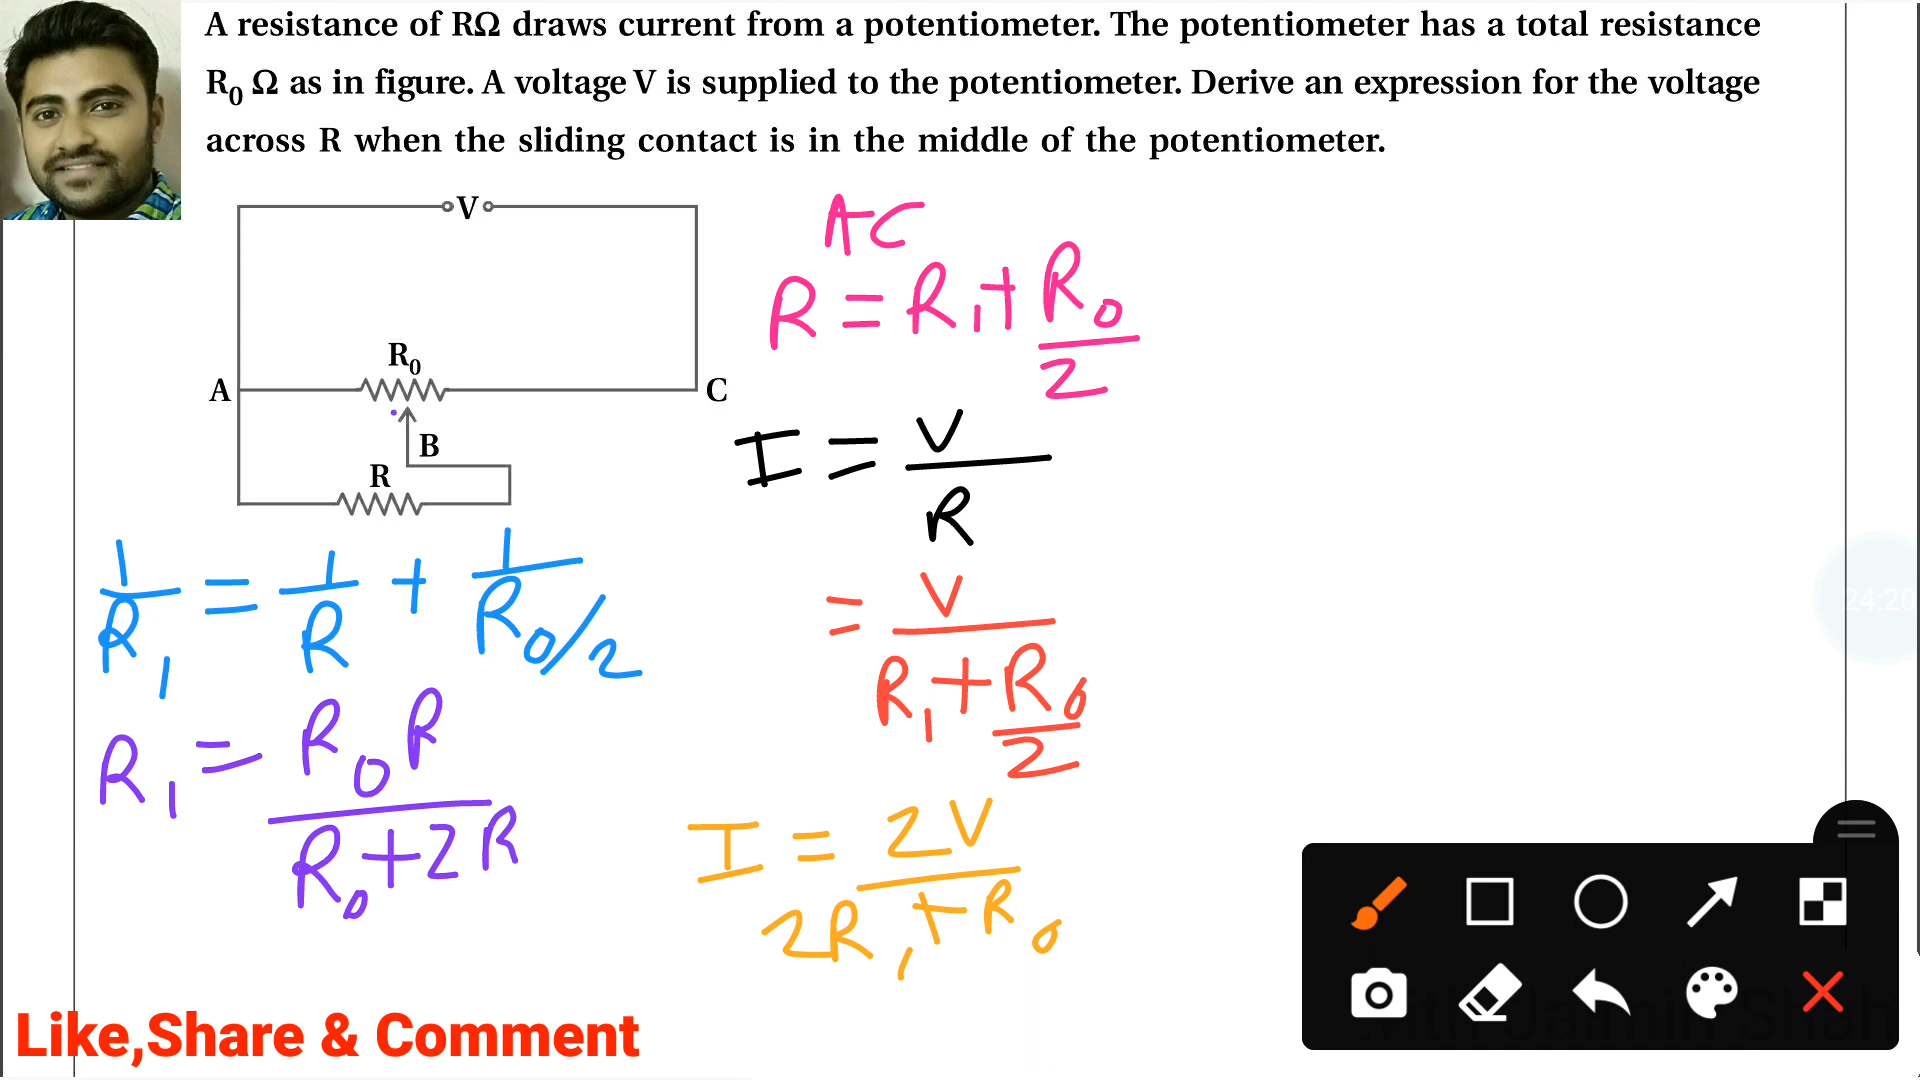 A resistance of RΩ draws current from a potentiometer. The potentiometer has a total resistance
R₀ Ω as in figure. A voltage V is supplied to the potentiometer. Derive an expression for the voltage
across R when the sliding contact is in the middle of the potentiometer.
V
R₀
A
C
B
R
AC
R = R₁ + R₀/2
I = V/R
= V/(R₁ + R₀/2)
I = 2V/(2R₁ + R₀)
1/R₁ = 1/R + 1/(R₀/2)
R₁ = R₀R/(R₀+2R)
24:20
Like,Share & Comment